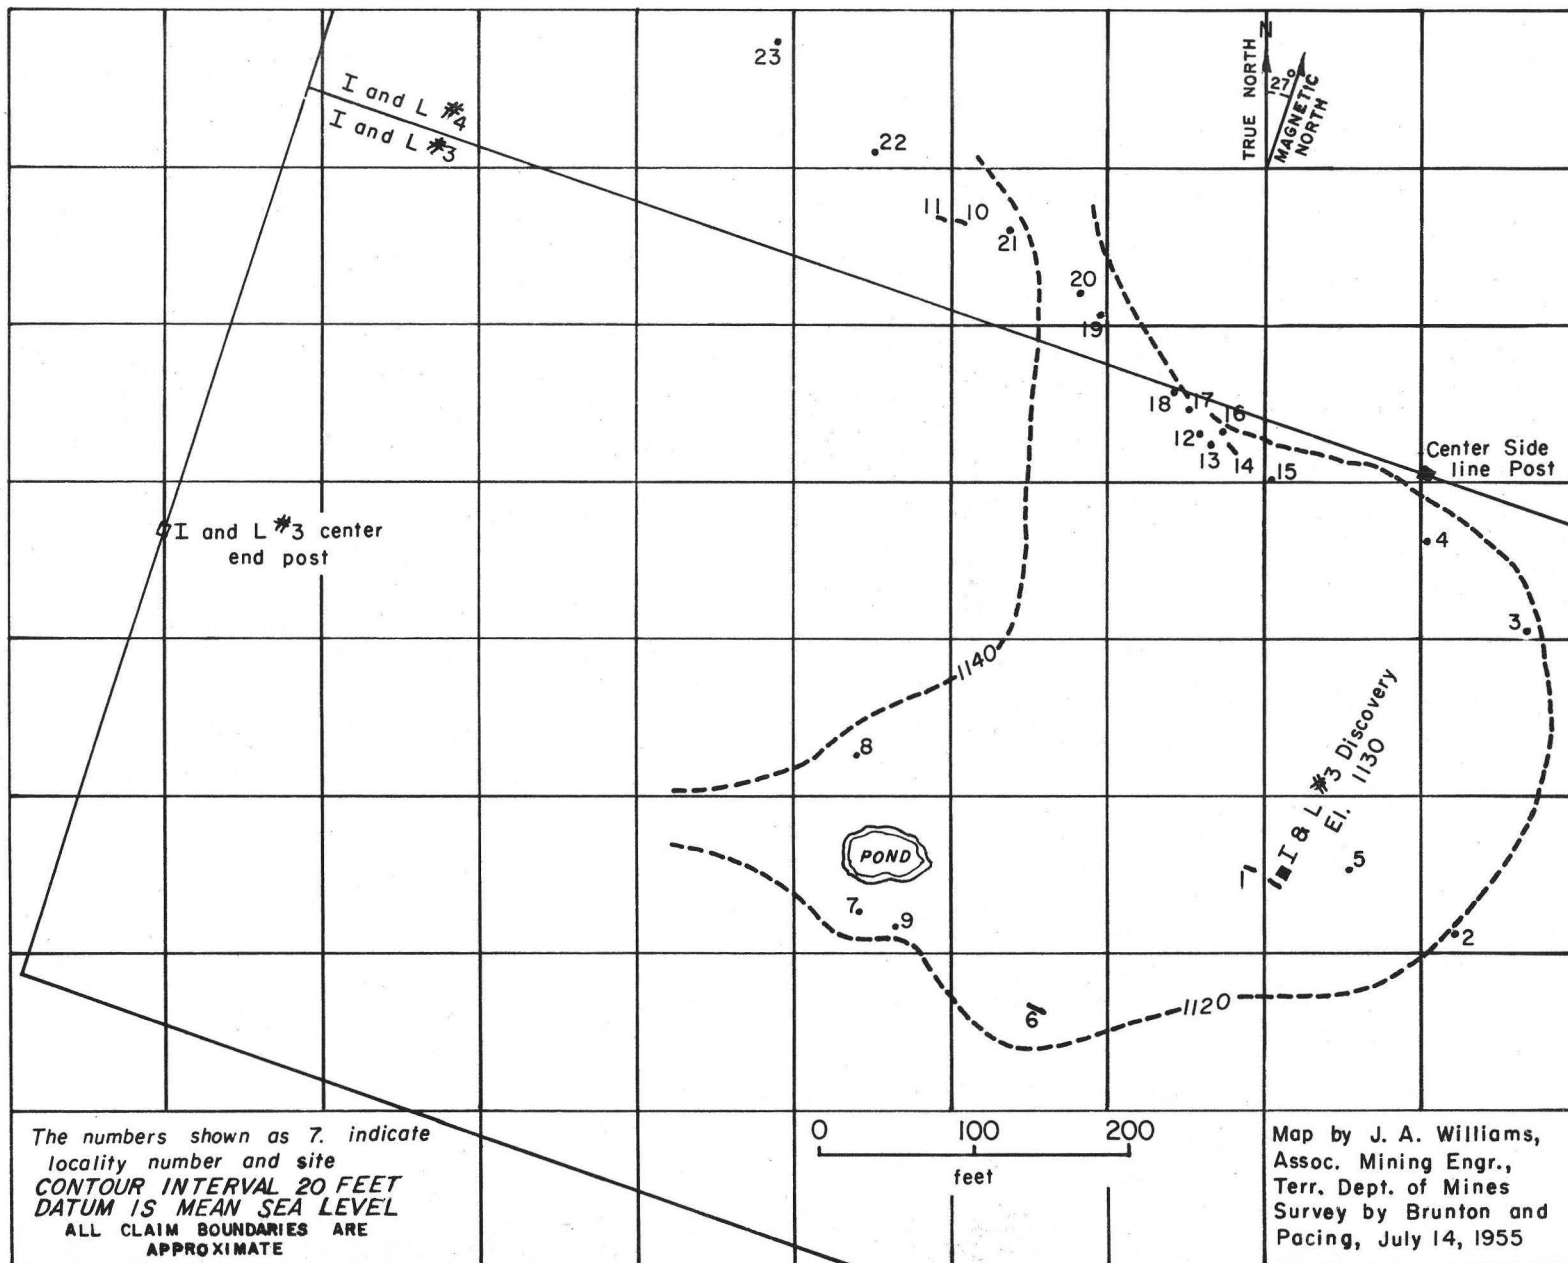 23
I and L #4
I and L #3
N
TRUE NORTH
27°
MAGNETIC
NORTH
22
11
10
21
20
19
18
17
16
12
13
14
15
Center Side
line Post
I and L #3 center
end post
4
3
1140
8
I & L #3 Discovery
El. 1130
POND
5
1
7
9
2
6
1120
The numbers shown as 7. indicate
locality number and site
CONTOUR INTERVAL 20 FEET
DATUM IS MEAN SEA LEVEL
ALL CLAIM BOUNDARIES ARE
APPROXIMATE
0 100 200
feet
Map by J. A. Williams,
Assoc. Mining Engr.,
Terr. Dept. of Mines
Survey by Brunton and
Pacing, July 14, 1955